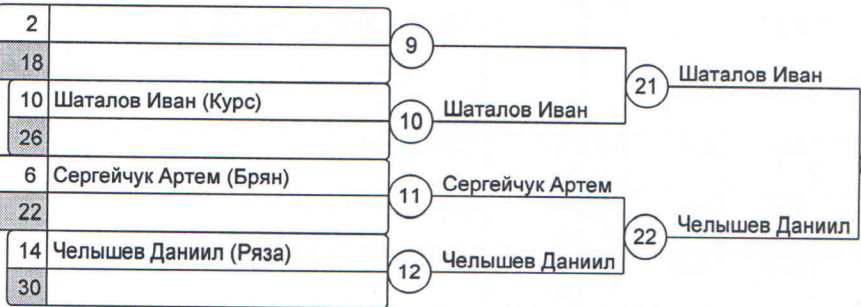 2
18
9
10 Шаталов Иван (Курс)
26
10
Шаталов Иван
21
Шаталов Иван
6 Сергейчук Артем (Брян)
22
11
Сергейчук Артем
14 Челышев Даниил (Ряза)
30
12
Челышев Даниил
22
Челышев Даниил